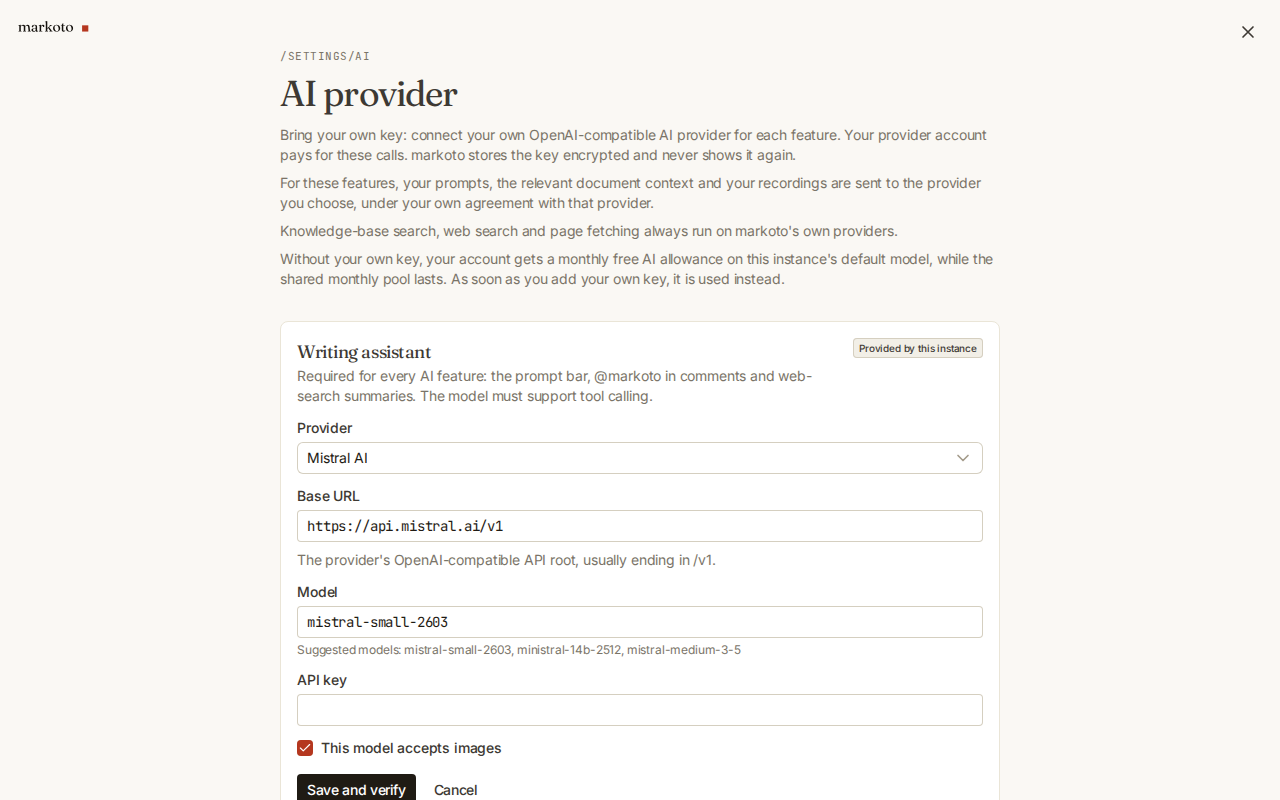 markoto
/SETTINGS/AI
AI provider
Bring your own key: connect your own OpenAI-compatible AI provider for each feature. Your provider account
pays for these calls. markoto stores the key encrypted and never shows it again.
For these features, your prompts, the relevant document context and your recordings are sent to the provider
you choose, under your own agreement with that provider.
Knowledge-base search, web search and page fetching always run on markoto's own providers.
Without your own key, your account gets a monthly free AI allowance on this instance's default model, while the
shared monthly pool lasts. As soon as you add your own key, it is used instead.
Writing assistant
Provided by this instance
Required for every AI feature: the prompt bar, @markoto in comments and web-
search summaries. The model must support tool calling.
Provider
Mistral AI
Base URL
https://api.mistral.ai/v1
The provider's OpenAI-compatible API root, usually ending in /v1.
Model
mistral-small-2603
Suggested models: mistral-small-2603, ministral-14b-2512, mistral-medium-3-5
API key
This model accepts images
Save and verify
Cancel